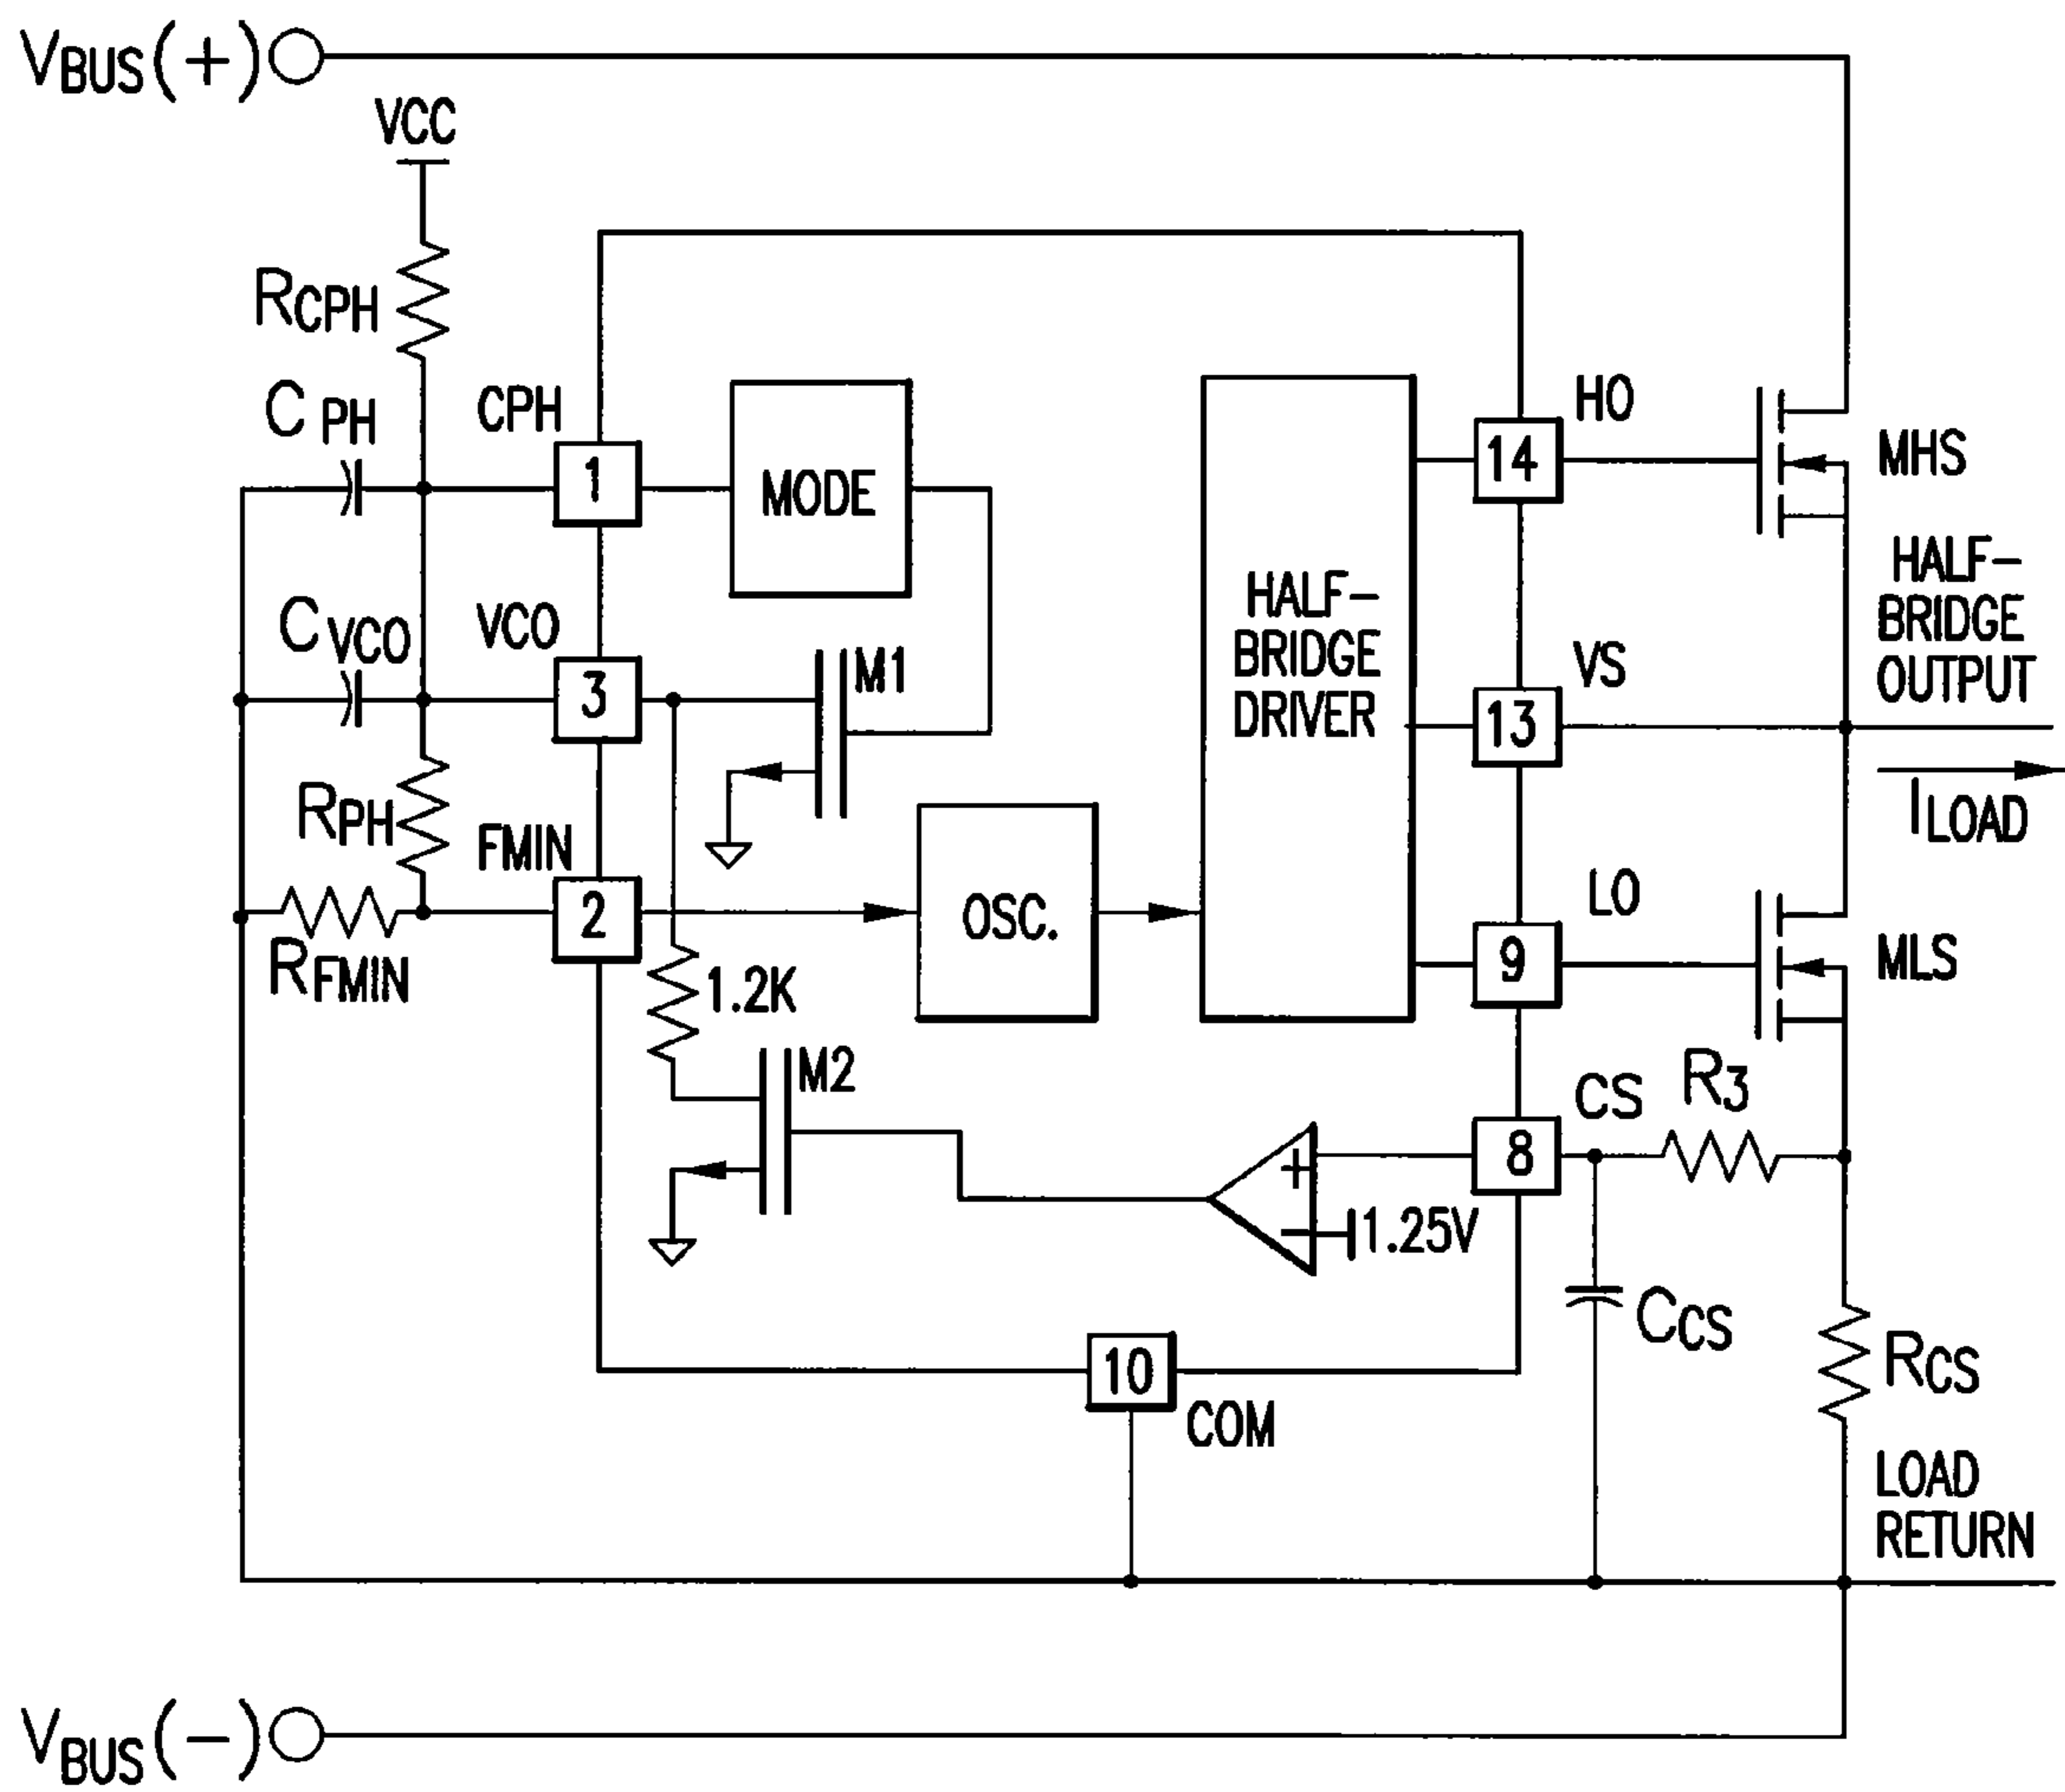 VBUS(+)
VCC
RCPH
CPH
CPH
1
MODE
14
HO
MHS
HALF-
BRIDGE
OUTPUT
CVCO
VCO
3
M1
HALF-
BRIDGE
DRIVER
VS
13
ILOAD
RPH
FMIN
2
RFMIN
OSC.
LO
9
MLS
1.2K
M2
CS
R3
8
+
−
1.25V
CCS
RCS
10
COM
LOAD
RETURN
VBUS(−)